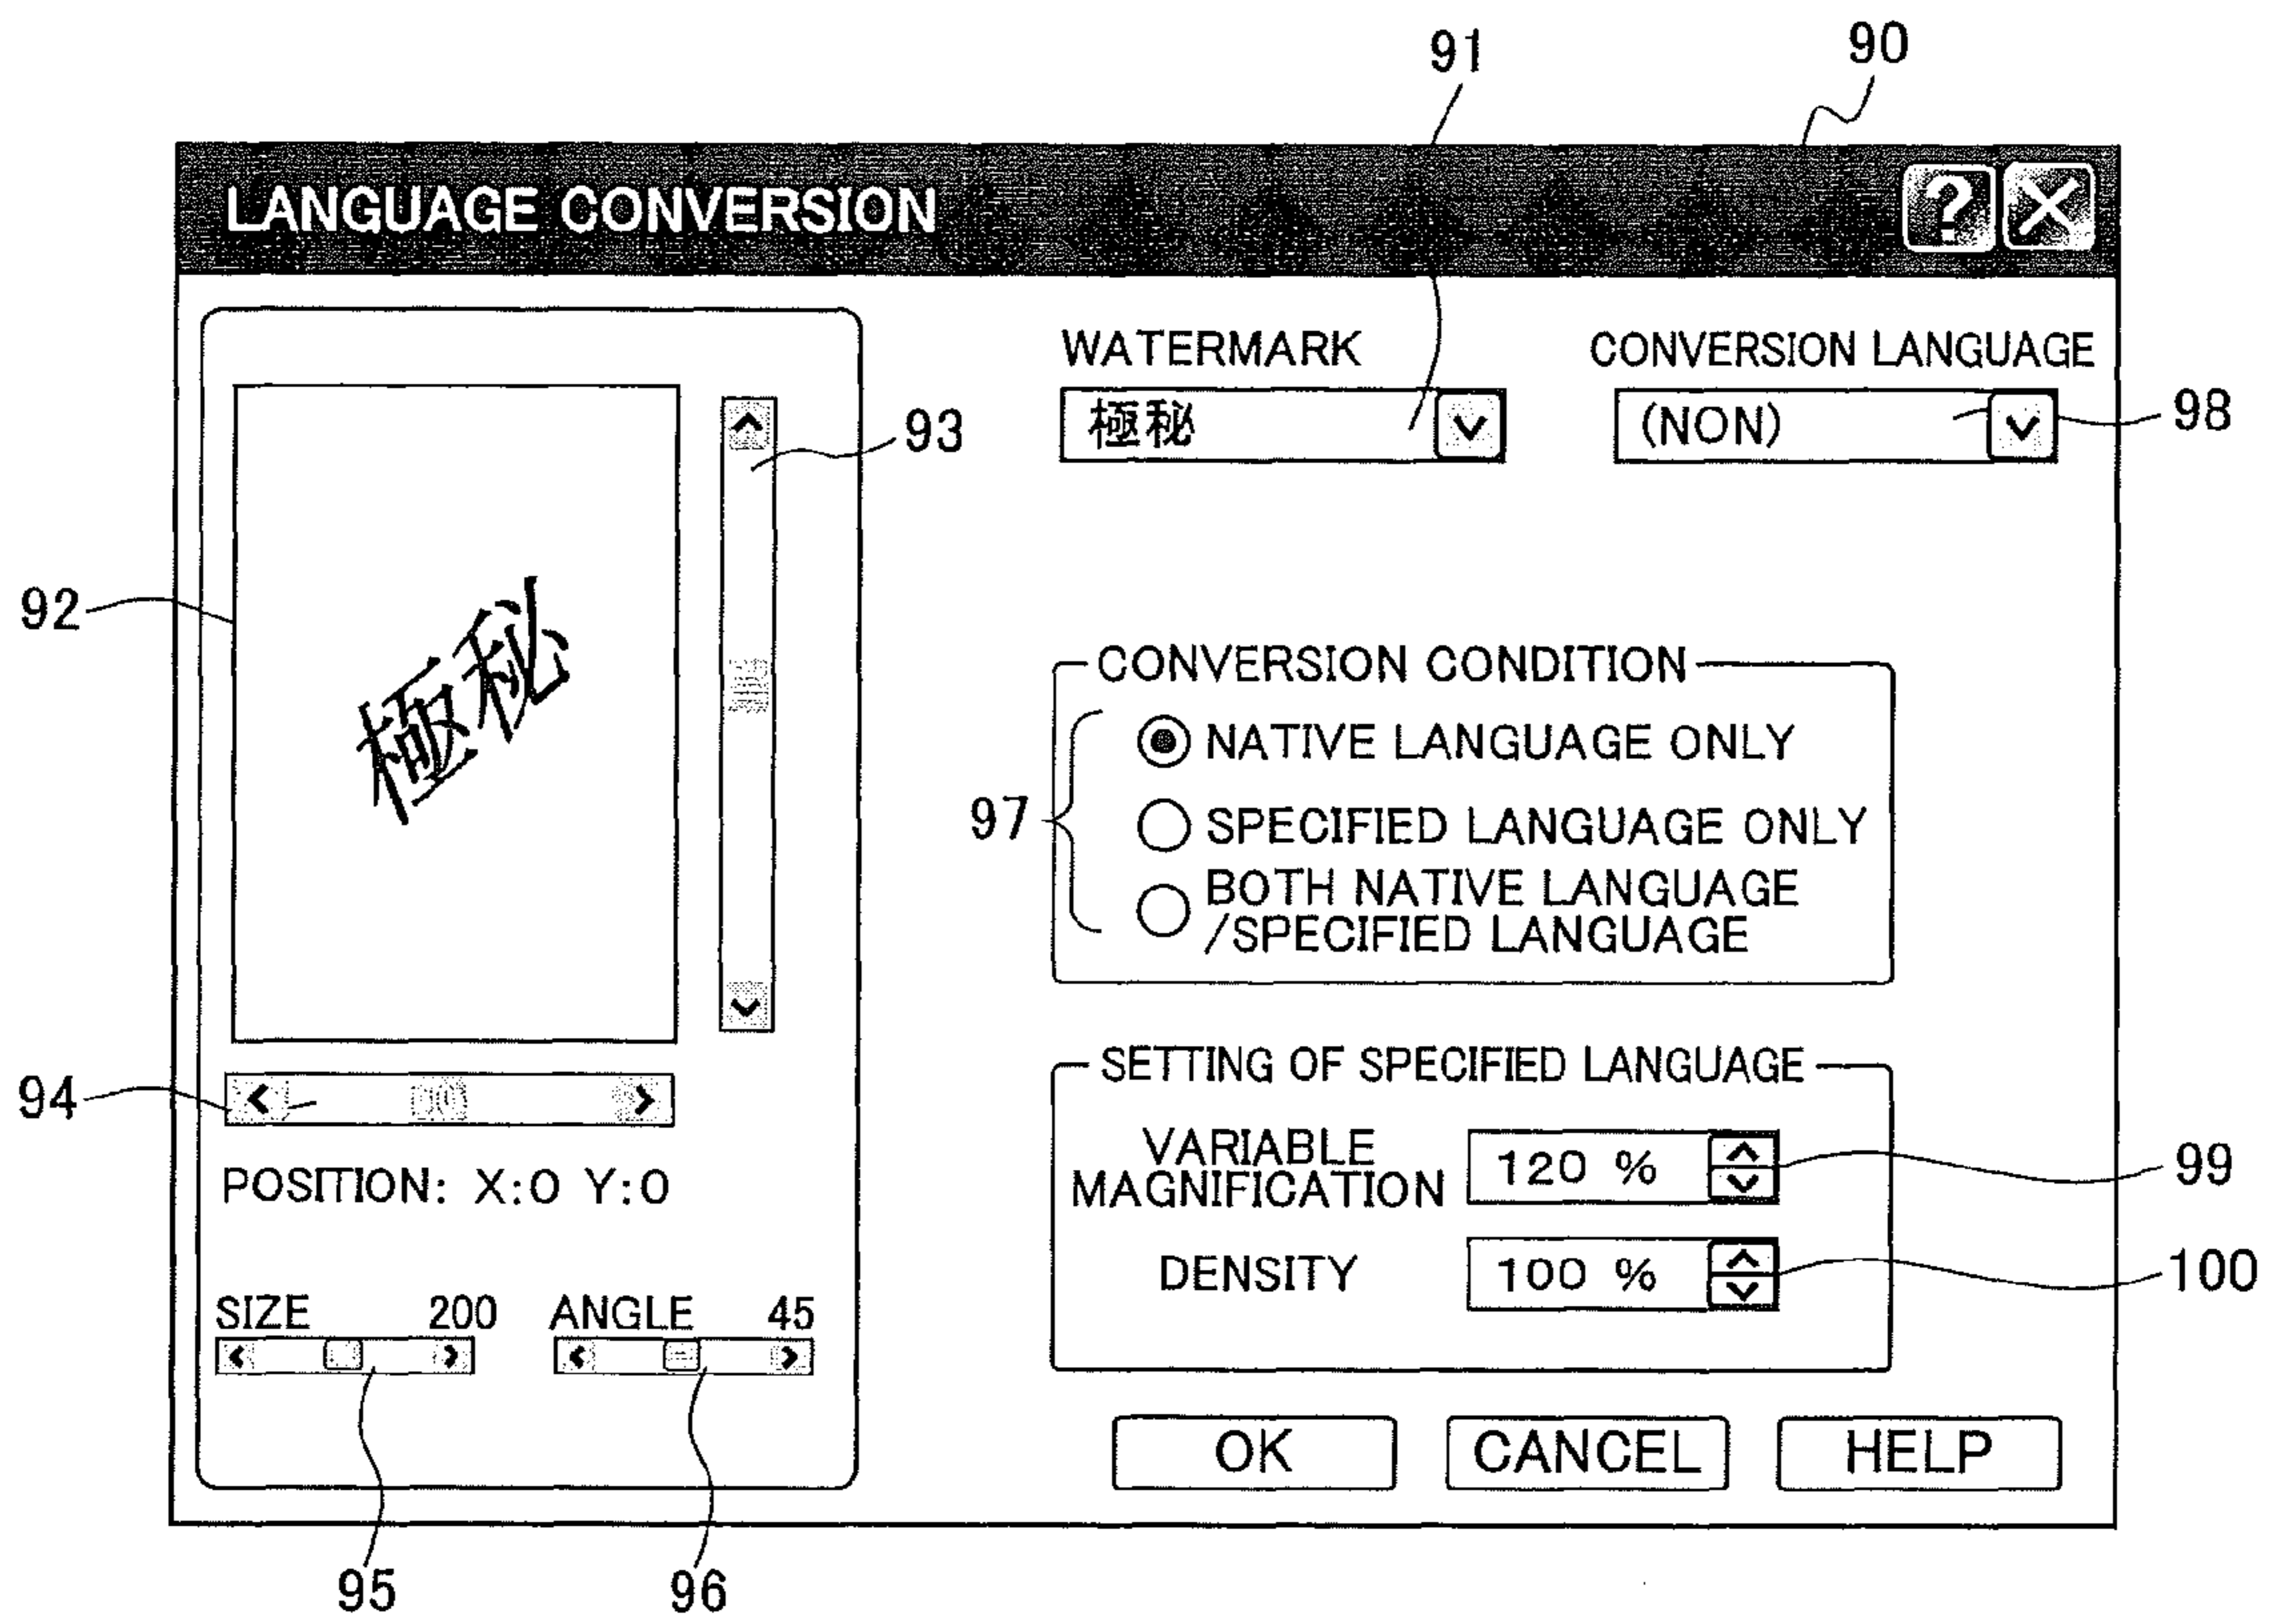 91
90
LANGUAGE CONVERSION
?
WATERMARK
CONVERSION LANGUAGE
極秘
(NON)
98
93
92
極秘
CONVERSION CONDITION
NATIVE LANGUAGE ONLY
97
SPECIFIED LANGUAGE ONLY
BOTH NATIVE LANGUAGE
/SPECIFIED LANGUAGE
94
SETTING OF SPECIFIED LANGUAGE
VARIABLE
MAGNIFICATION
120 %
99
POSITION: X:0 Y:0
DENSITY
100 %
100
SIZE 200
ANGLE 45
OK
CANCEL
HELP
95
96